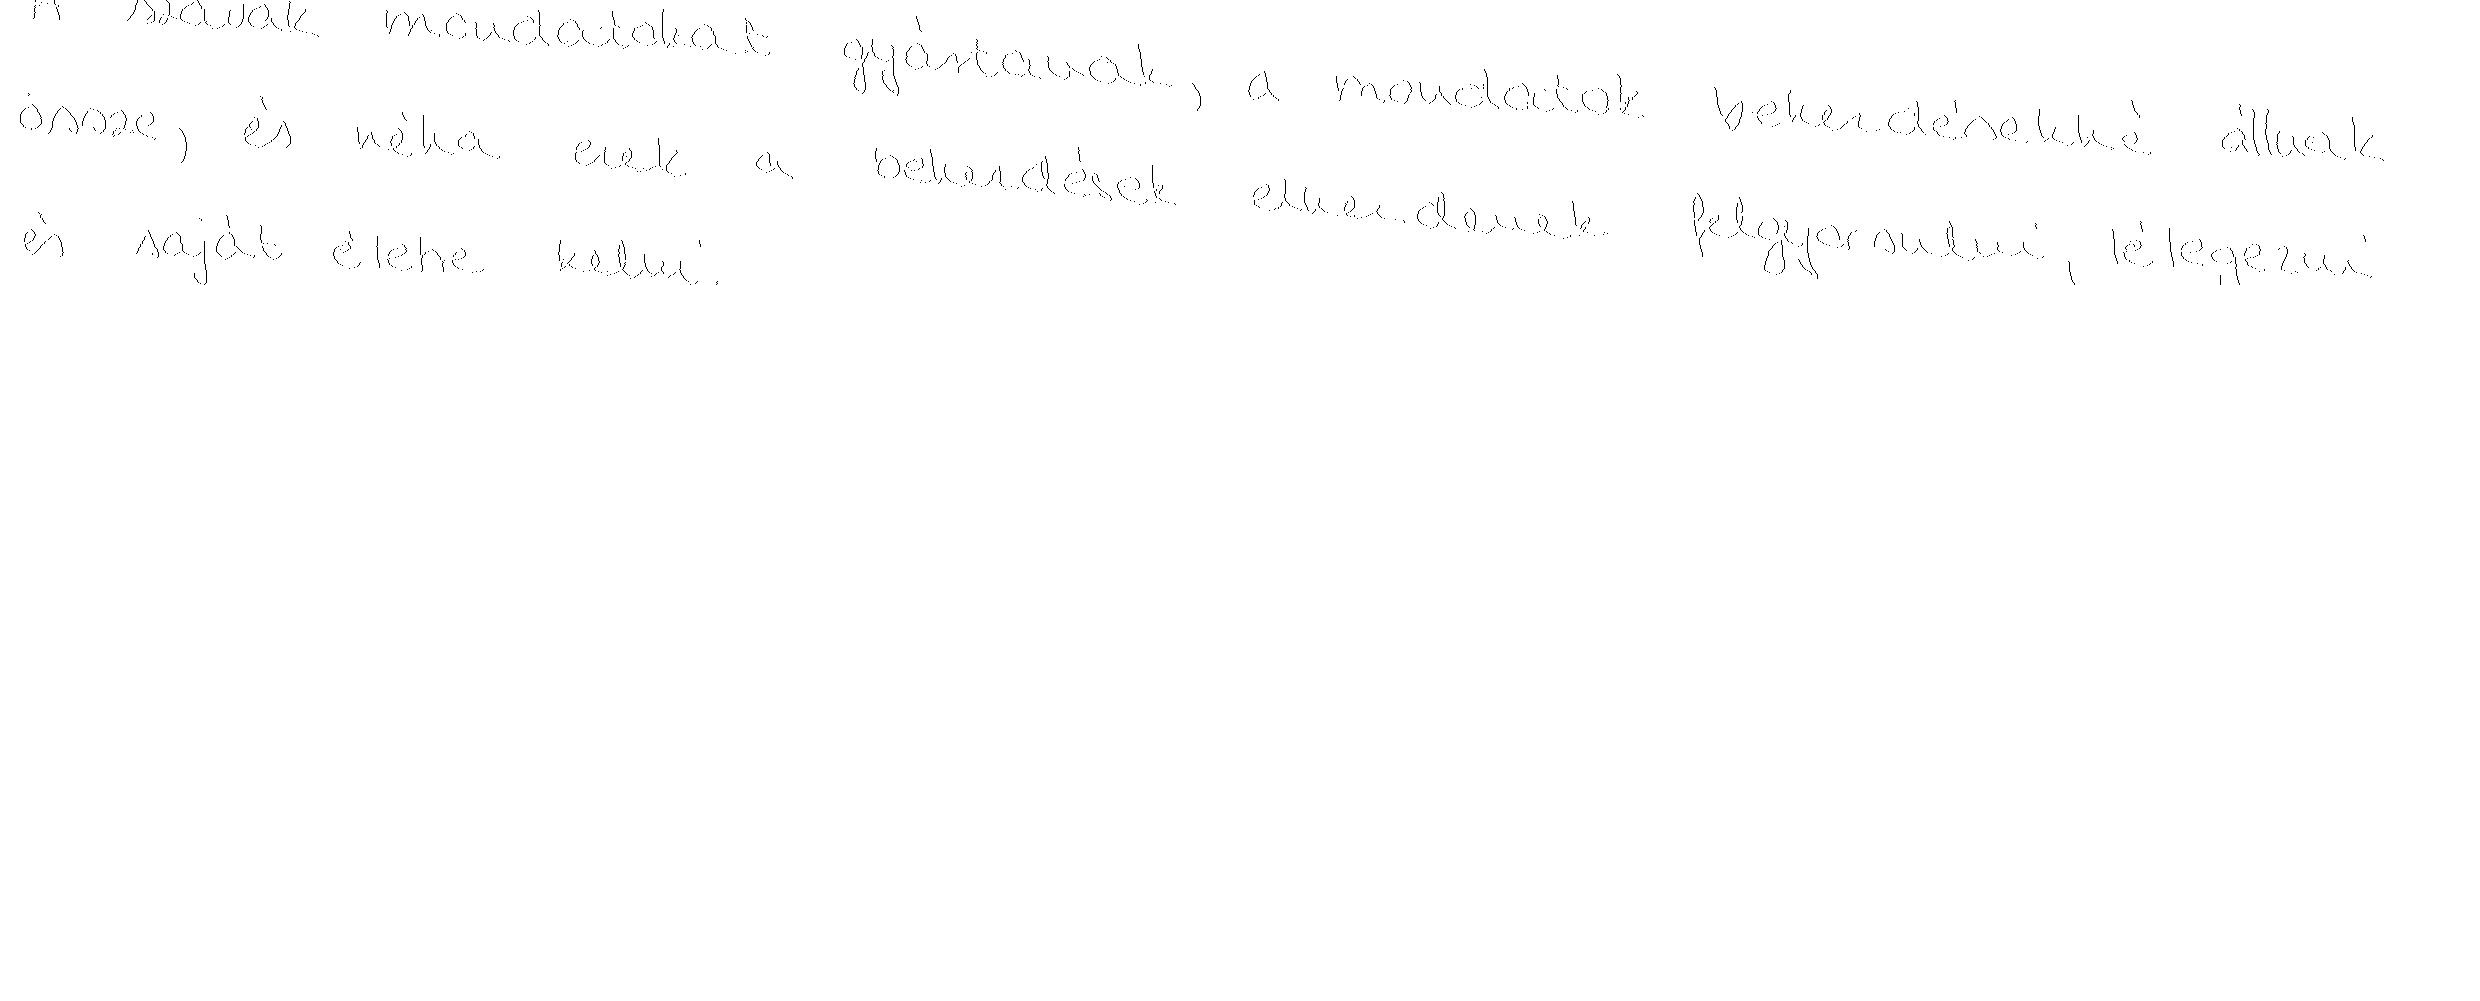 A szavak mondatokat gyártanak, a mondatok bekezdésekké állnak
össze, és néha ezek a bekezdések elkezdenek felgyorsulni, lélegezni
és saját életre kelni.